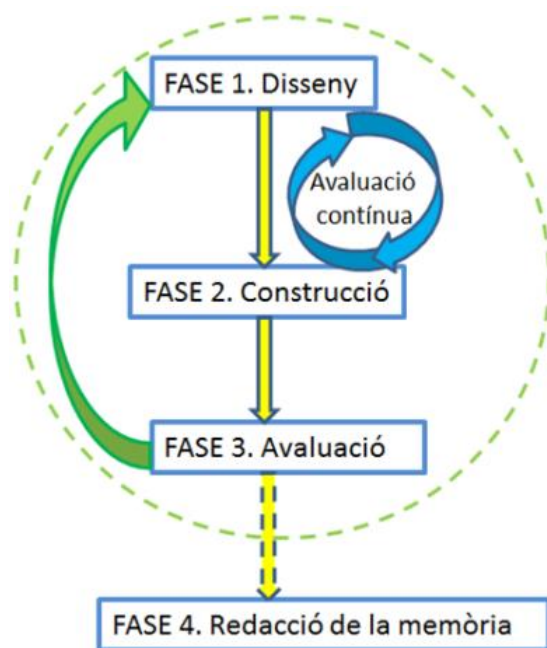 FASE 1. Disseny
Avaluació
contínua
FASE 2. Construcció
FASE 3. Avaluació
FASE 4. Redacció de la memòria